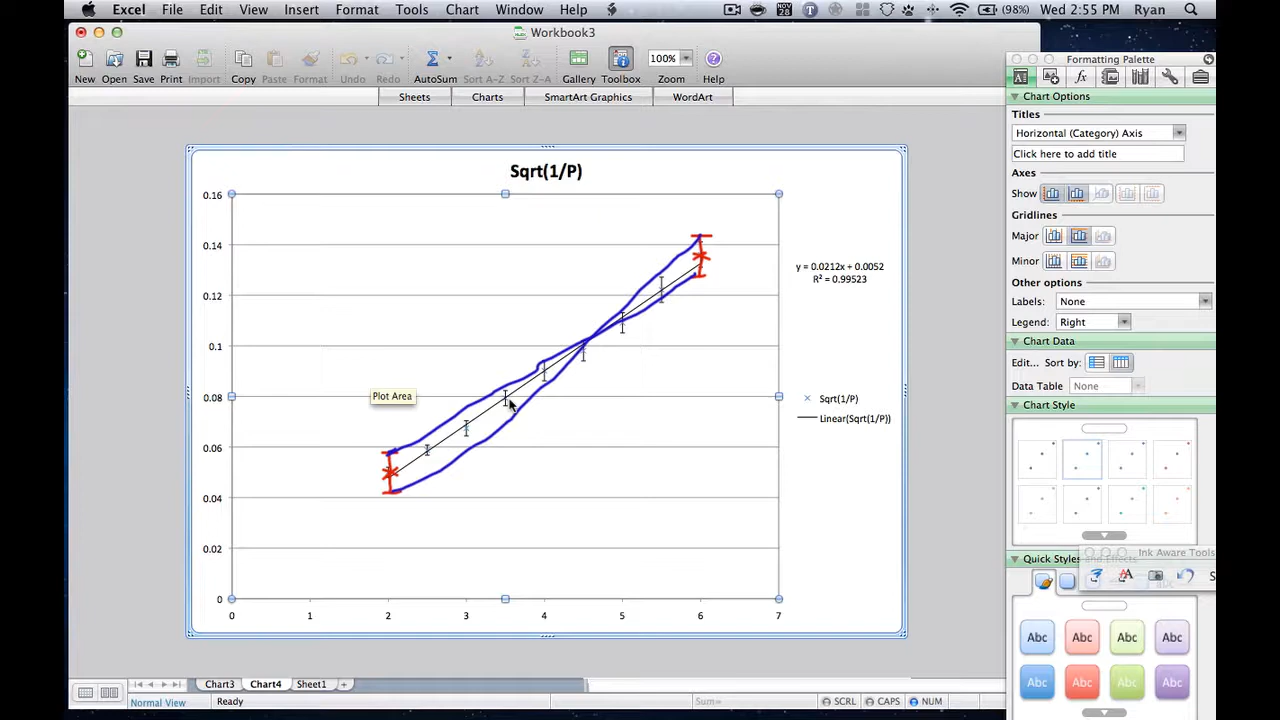 Excel File Edit View Insert Format Tools Chart Window Help (98%) Wed 2:55 PM Ryan
NOV 28
Workbook3
100%
New Open Save Print Import Copy Paste Format Undo Redo AutoSum Sort A-Z Sort Z-A Gallery Toolbox Zoom Help
Sheets Charts SmartArt Graphics WordArt
Sqrt(1/P)
0.16
0.14
0.12
0.1
0.08
0.06
0.04
0.02
0
0 1 2 3 4 5 6 7
y = 0.0212x + 0.0052
R² = 0.99523
Plot Area
Sqrt(1/P)
Linear(Sqrt(1/P))
Chart3 Chart4 Sheet1
Normal View Ready Sum= SCRL CAPS NUM
Formatting Palette
Chart Options
Titles
Horizontal (Category) Axis
Click here to add title
Axes
Show
Gridlines
Major
Minor
Other options
Labels: None
Legend: Right
Chart Data
Edit... Sort by:
Data Table None
Chart Style
Quick Styles and Effects
Ink Aware Tools
Abc Abc Abc Abc
Abc Abc Abc Abc